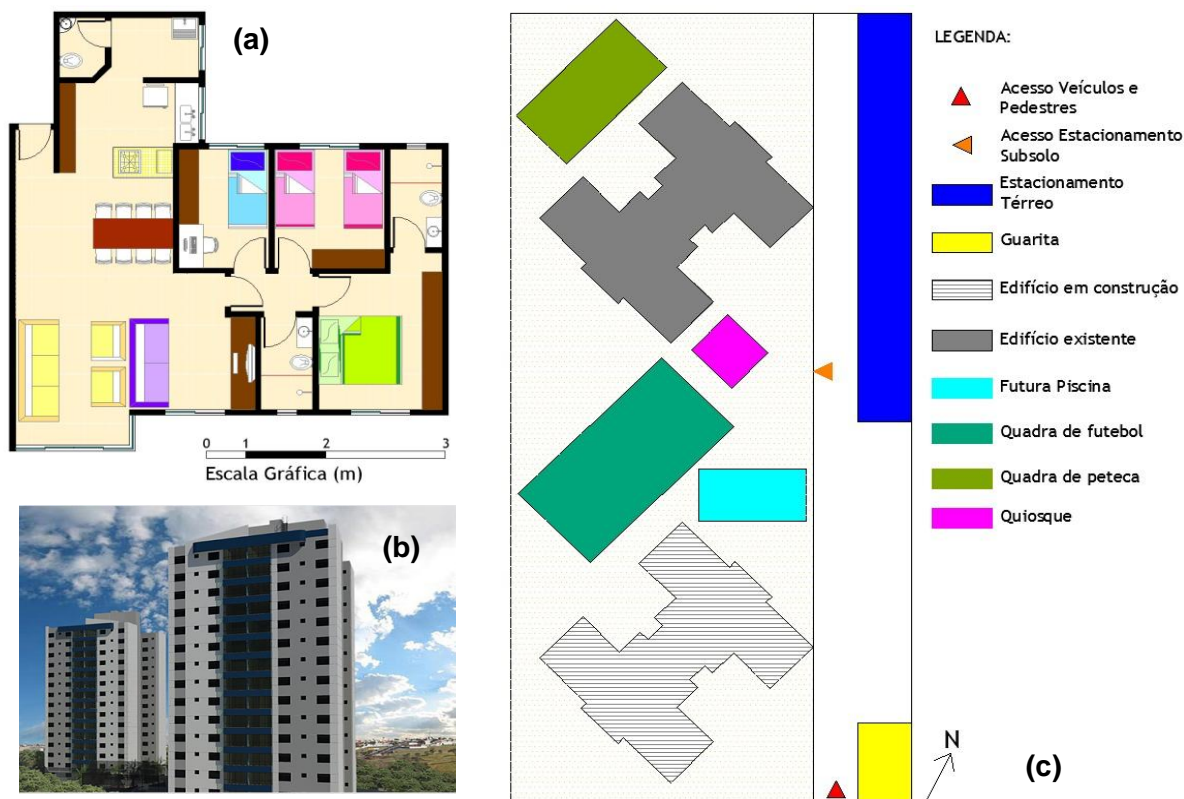 (a)
0 1 2 3
Escala Gráfica (m)
(b)
LEGENDA:
Acesso Veículos e
Pedestres
Acesso Estacionamento
Subsolo
Estacionamento
Térreo
Guarita
Edifício em construção
Edifício existente
Futura Piscina
Quadra de futebol
Quadra de peteca
Quiosque
N
(c)